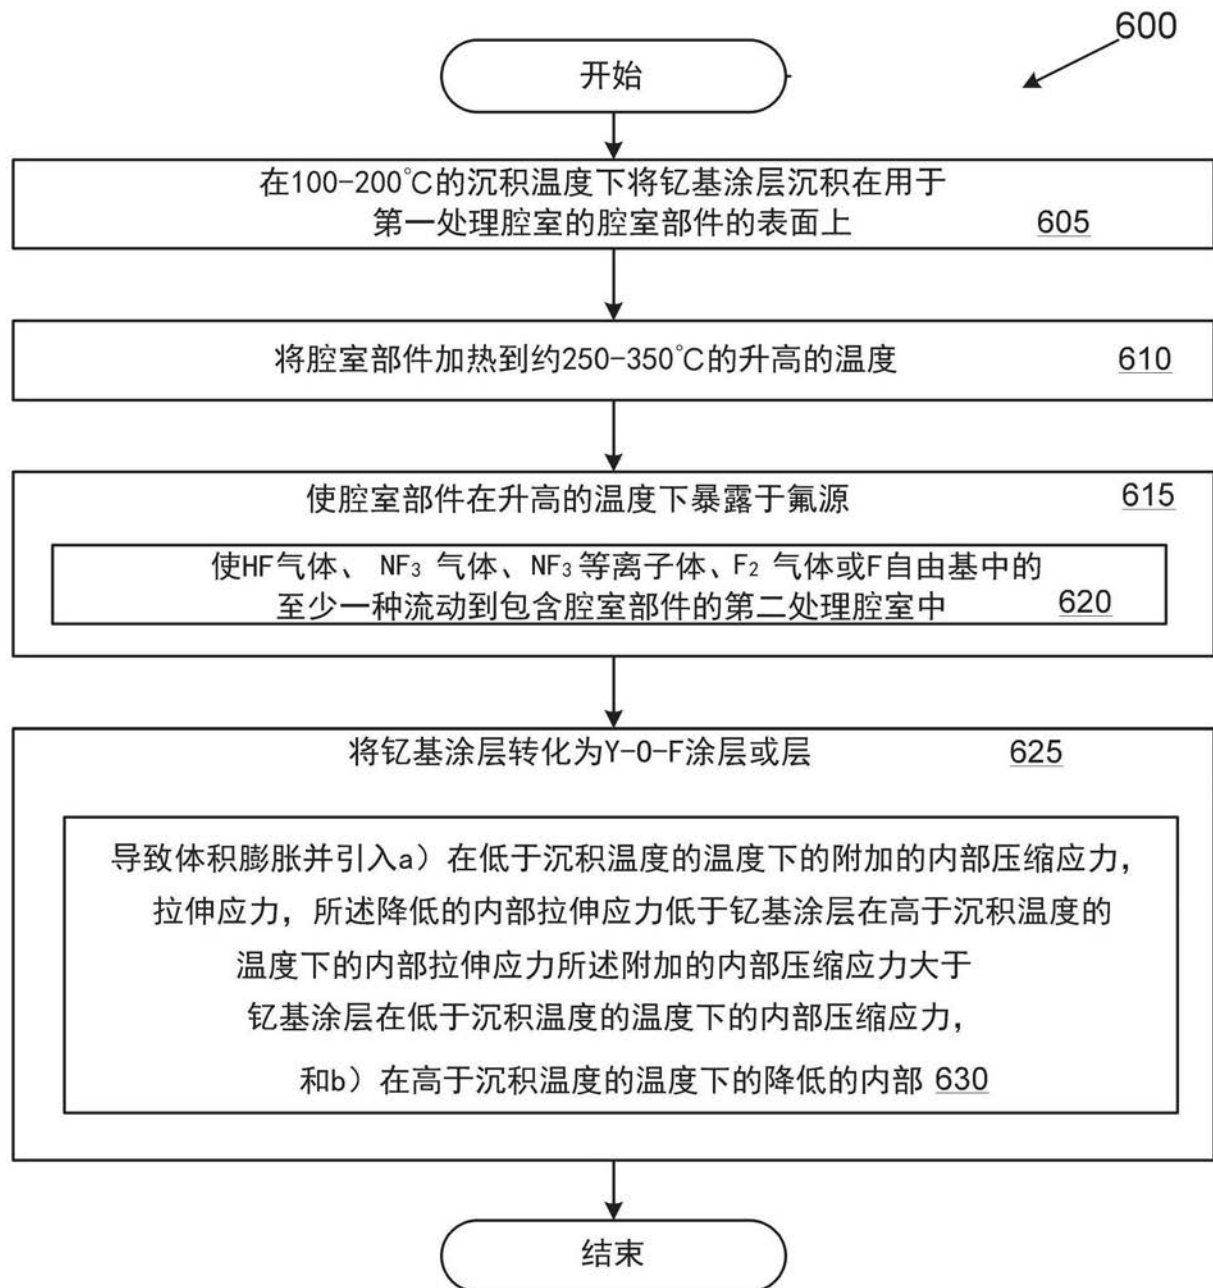 600
开始
在100-200℃的沉积温度下将钇基涂层沉积在用于
第一处理腔室的腔室部件的表面上 605
将腔室部件加热到约250-350℃的升高的温度 610
使腔室部件在升高的温度下暴露于氟源 615
使HF气体、 NF₃ 气体、NF₃ 等离子体、F₂ 气体或F自由基中的
至少一种流动到包含腔室部件的第二处理腔室中 620
将钇基涂层转化为Y-O-F涂层或层 625
导致体积膨胀并引入a）在低于沉积温度的温度下的附加的内部压缩应力，
拉伸应力，所述降低的内部拉伸应力低于钇基涂层在高于沉积温度的
温度下的内部拉伸应力所述附加的内部压缩应力大于
钇基涂层在低于沉积温度的温度下的内部压缩应力，
和b）在高于沉积温度的温度下的降低的内部 630
结束